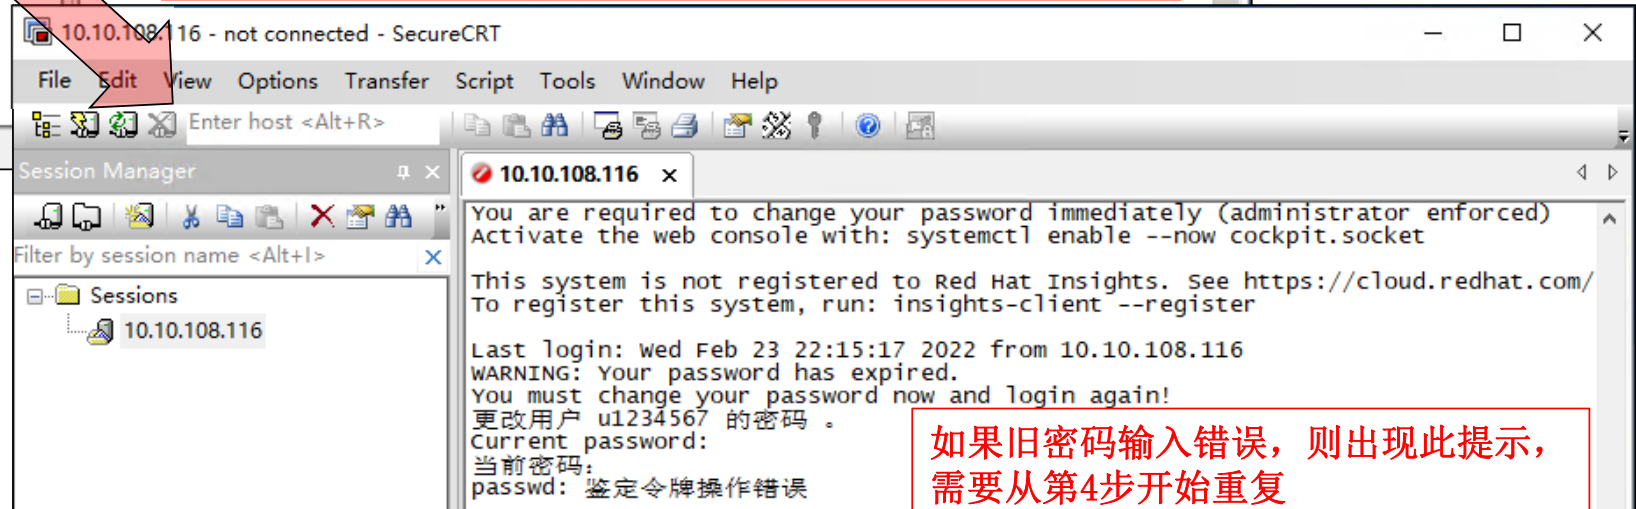 10.10.108.116 - not connected - SecureCRT
File Edit View Options Transfer Script Tools Window Help
Enter host <Alt+R>
Session Manager
10.10.108.116
Filter by session name <Alt+I>
Sessions
10.10.108.116
You are required to change your password immediately (administrator enforced)
Activate the web console with: systemctl enable --now cockpit.socket
This system is not registered to Red Hat Insights. See https://cloud.redhat.com/
To register this system, run: insights-client --register
Last login: Wed Feb 23 22:15:17 2022 from 10.10.108.116
WARNING: Your password has expired.
You must change your password now and login again!
更改用户 u1234567 的密码 。
Current password:
当前密码：
passwd: 鉴定令牌操作错误
如果旧密码输入错误，则出现此提示，
需要从第4步开始重复